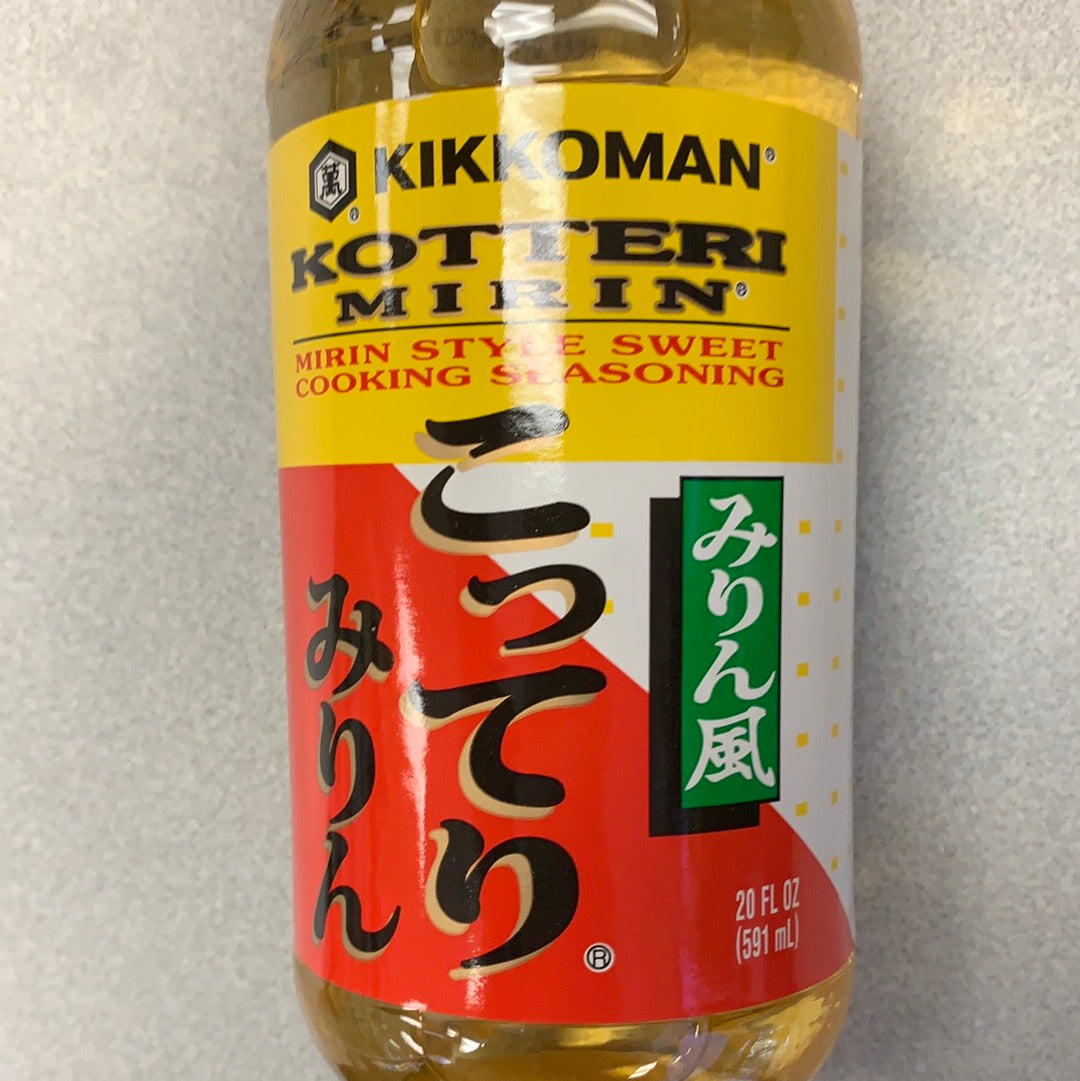 萬
KIKKOMAN®
®
KOTTERI
MIRIN®
MIRIN STYLE SWEET
COOKING SEASONING
こってり
みりん
®
みりん風
20 FL OZ
(591 mL)